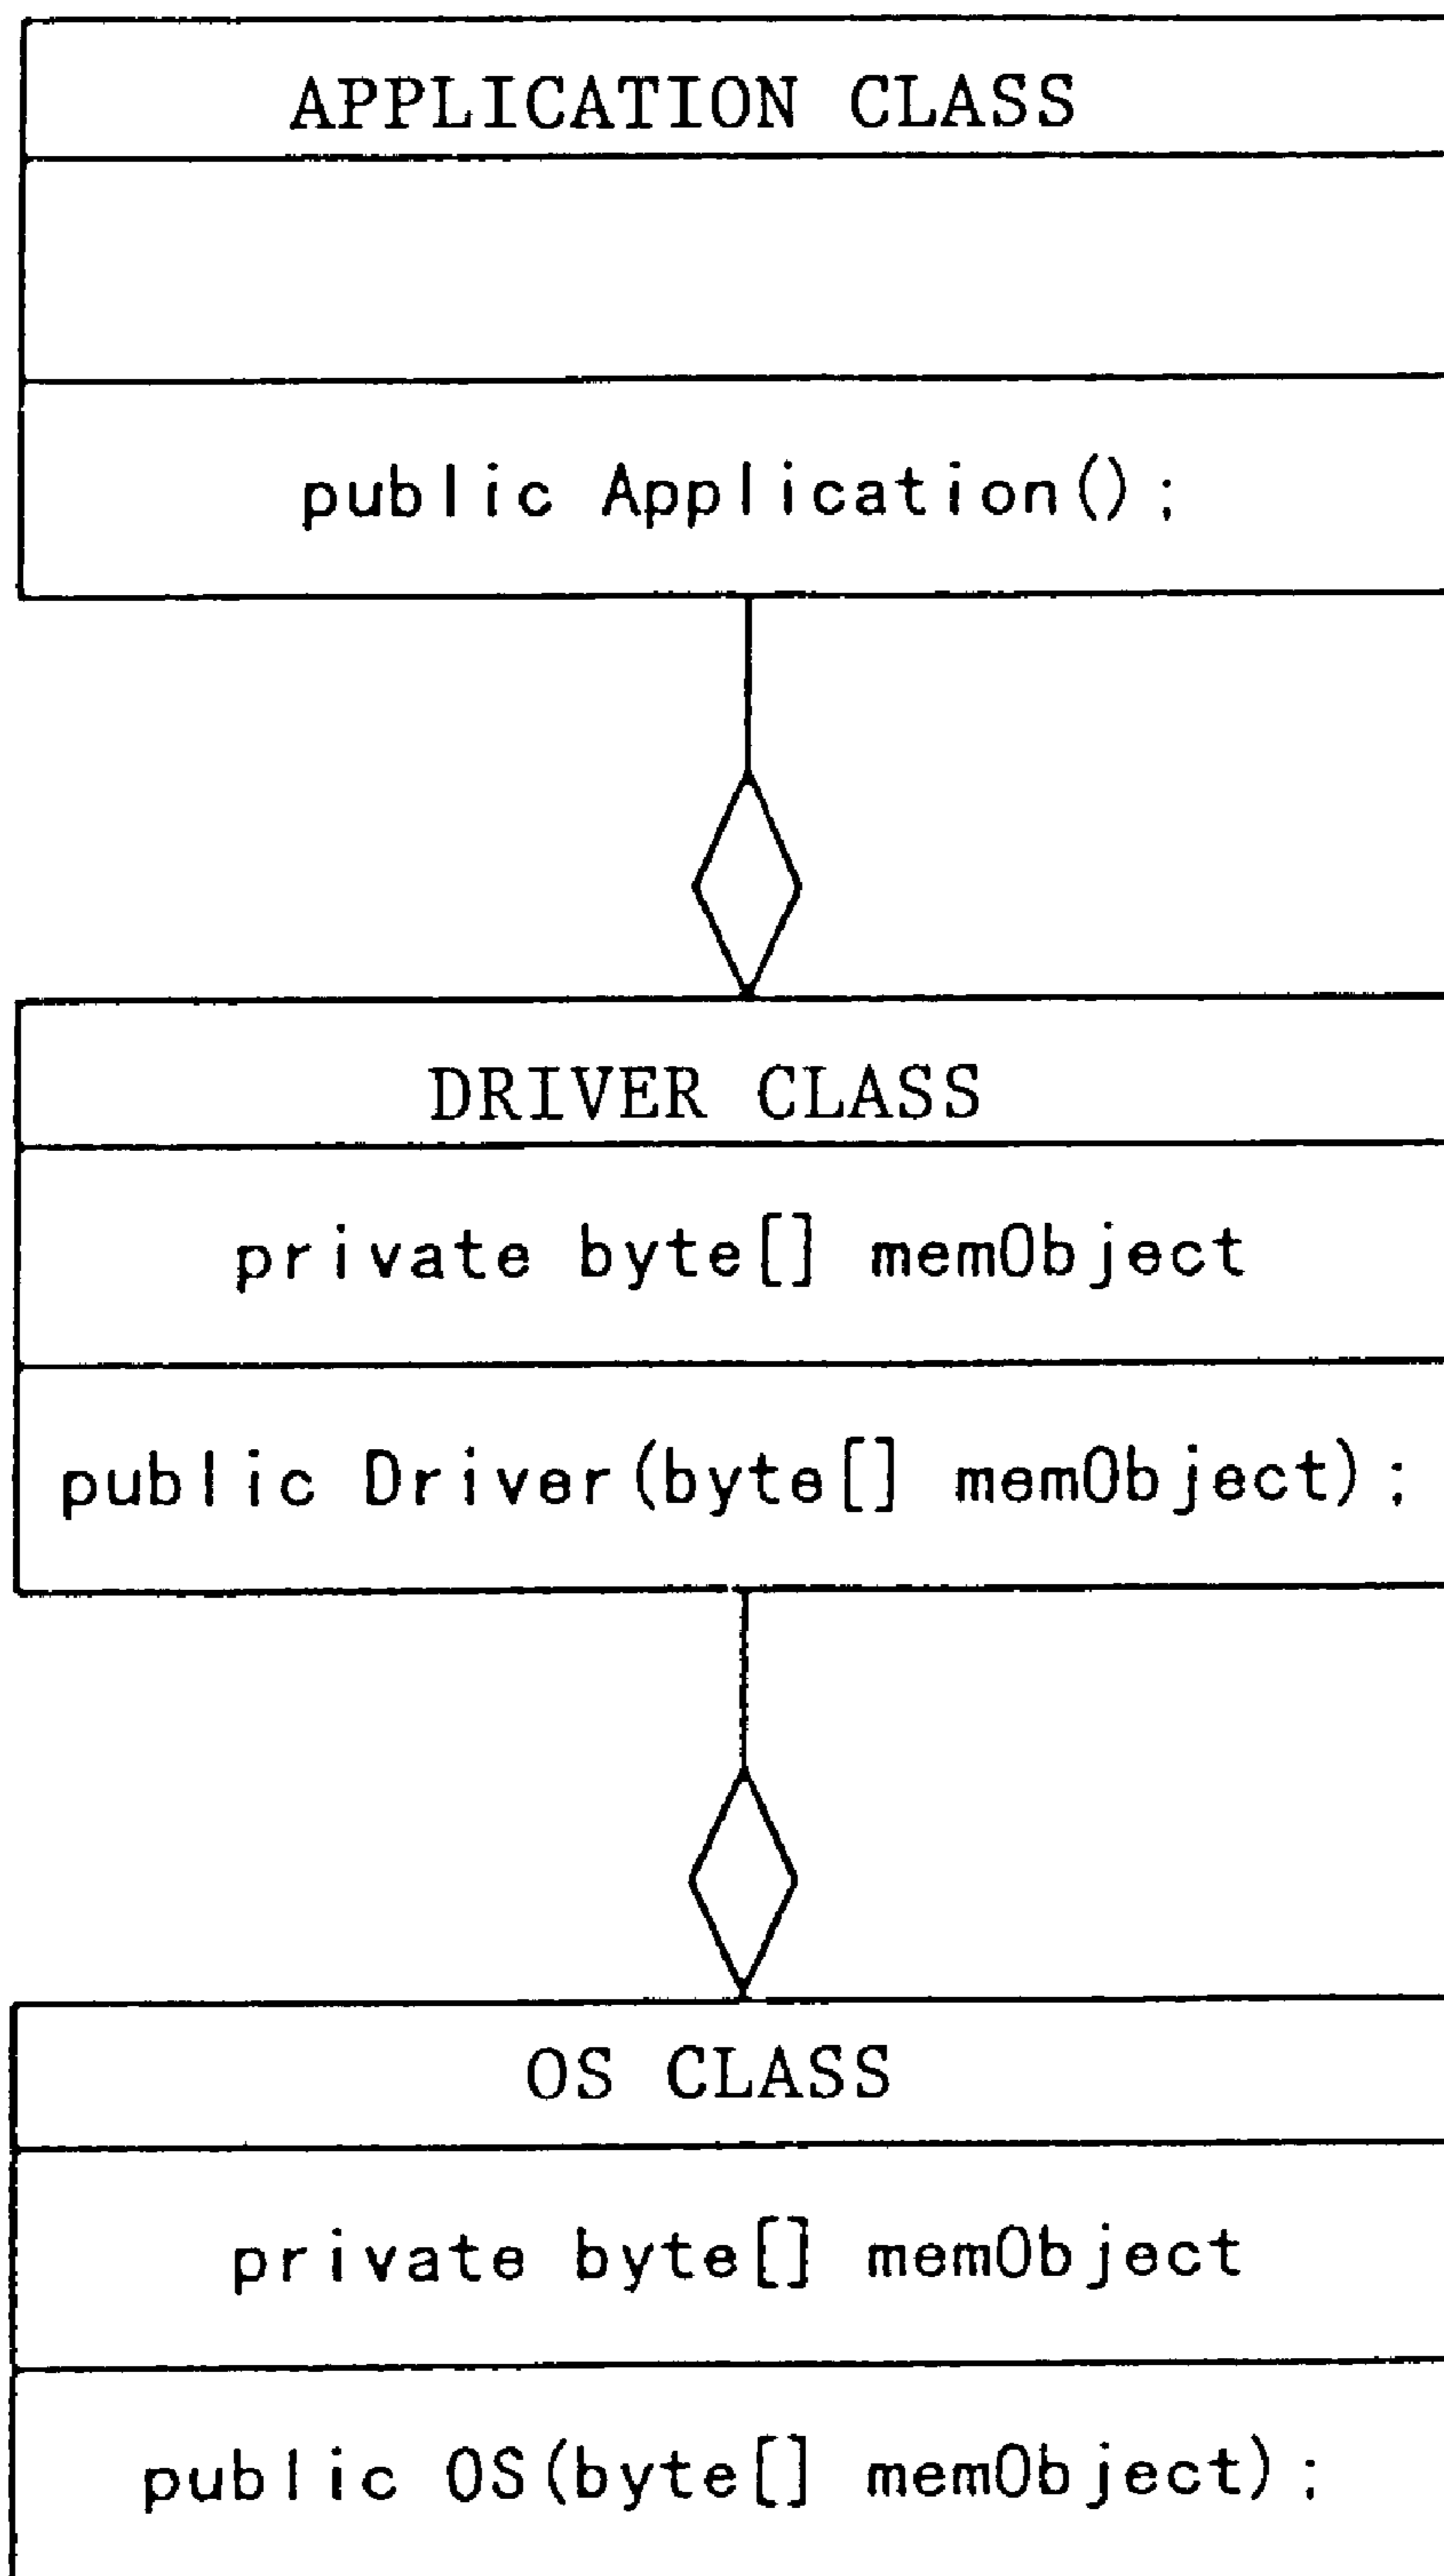 APPLICATION CLASS
public Application();
DRIVER CLASS
private byte[] memObject
public Driver(byte[] memObject);
OS CLASS
private byte[] memObject
public OS(byte[] memObject);